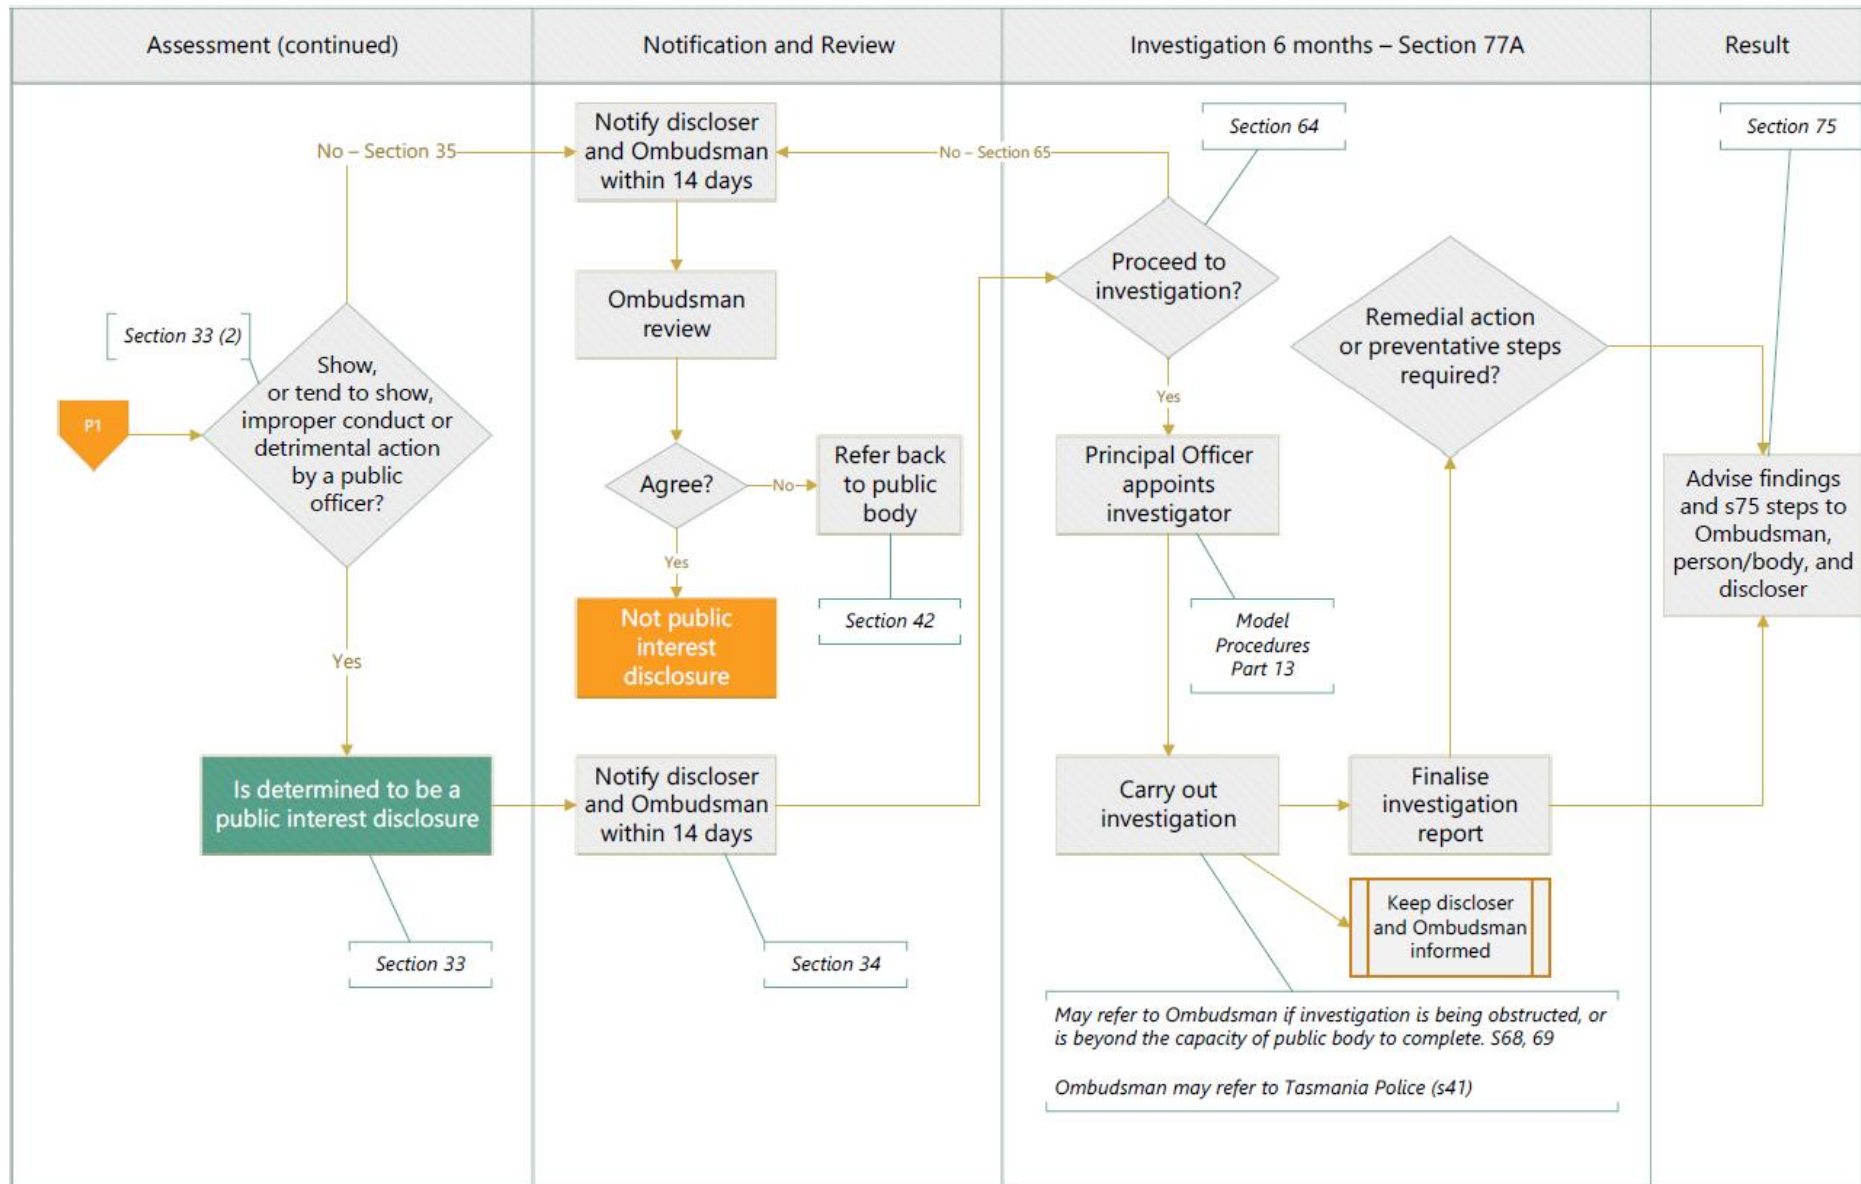 Assessment (continued)
Notification and Review
Investigation 6 months – Section 77A
Result
No – Section 35
Section 33 (2)
P1
Show,
or tend to show,
improper conduct or
detrimental action
by a public
officer?
Yes
Is determined to be a
public interest disclosure
Section 33
Notify discloser
and Ombudsman
within 14 days
Ombudsman
review
Agree?
No
Refer back
to public
body
Section 42
Yes
Not public
interest
disclosure
Notify discloser
and Ombudsman
within 14 days
Section 34
No – Section 65
Section 64
Proceed to
investigation?
Yes
Principal Officer
appoints
investigator
Model
Procedures
Part 13
Carry out
investigation
Finalise
investigation
report
Keep discloser
and Ombudsman
informed
May refer to Ombudsman if investigation is being obstructed, or
is beyond the capacity of public body to complete. S68, 69
Ombudsman may refer to Tasmania Police (s41)
Remedial action
or preventative steps
required?
Section 75
Advise findings
and s75 steps to
Ombudsman,
person/body, and
discloser